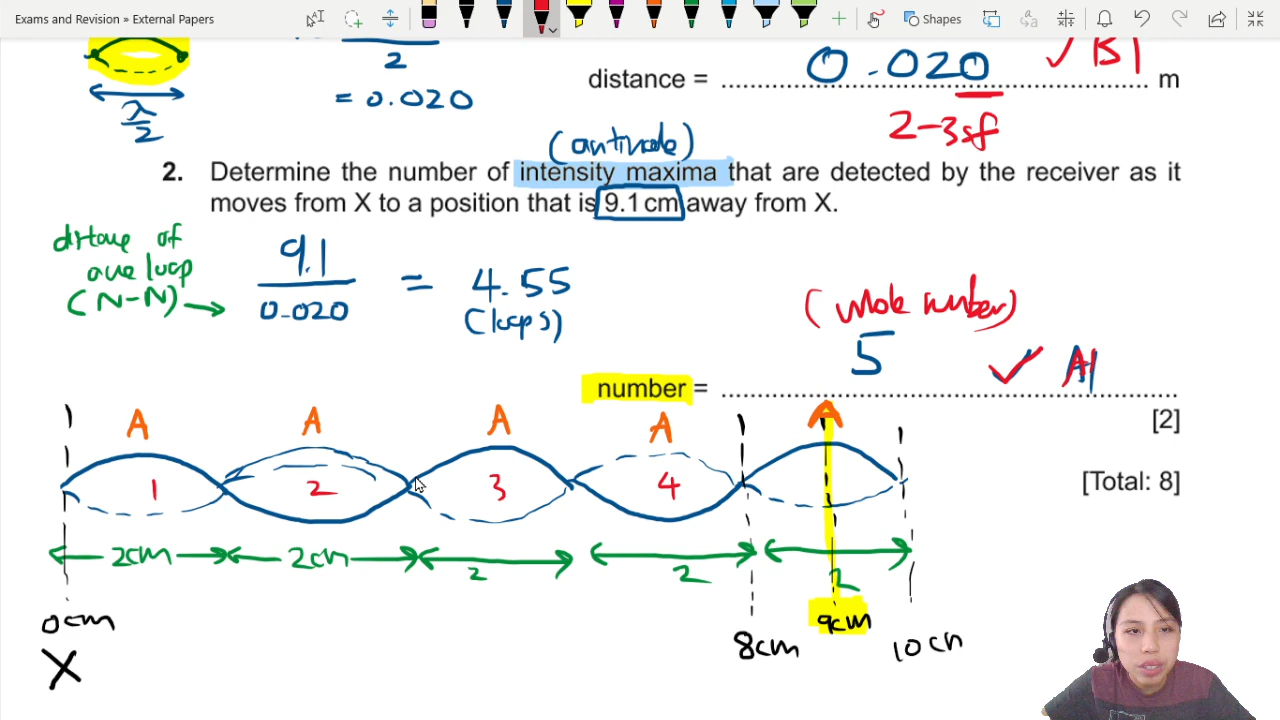 Exams and Revision » External Papers
Shapes
2
= 0.020
λ/2
distance = 0.020 m
✓ B1
2-3sf
(antinode)
2. Determine the number of intensity maxima that are detected by the receiver as it
moves from X to a position that is 9.1 cm away from X.
distance of
one loop
(N-N) →
9.1
0.020
= 4.55
(loops)
(whole number)
5
number = ✓ A1
[2]
[Total: 8]
A A A A A
1 2 3 4
2cm 2cm 2 2 2
0cm 8cm 9cm 10cm
X